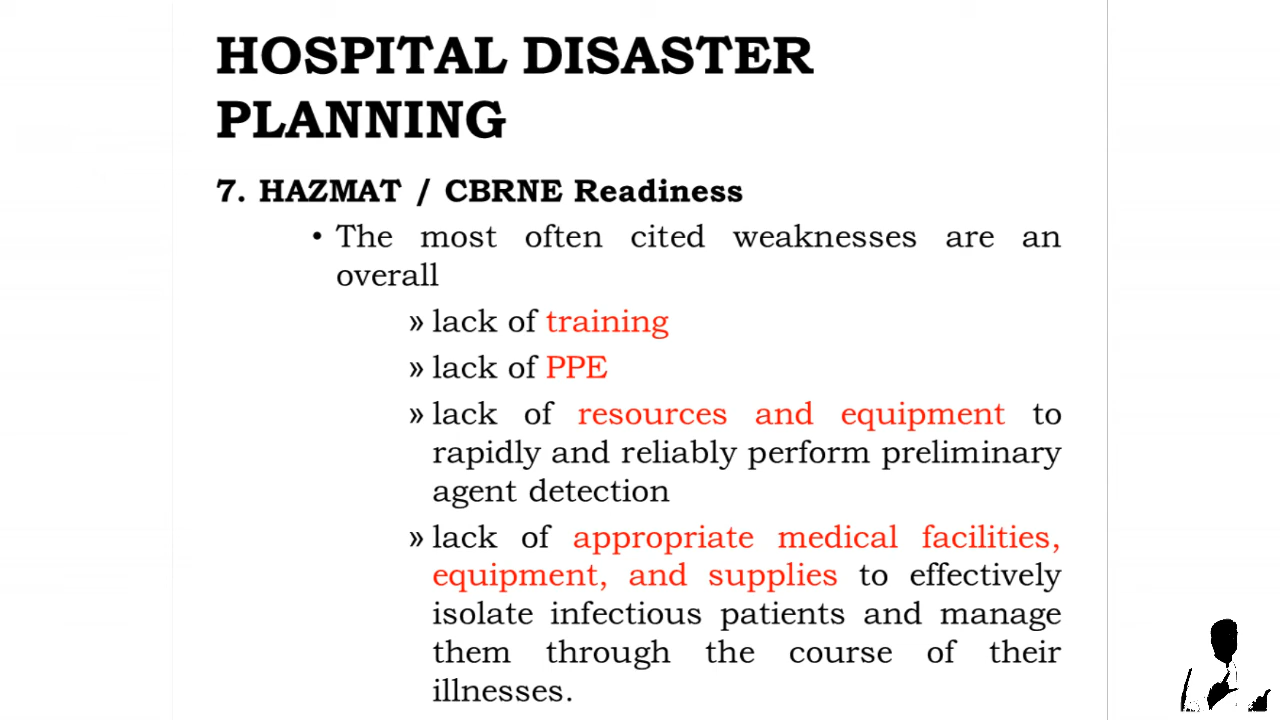 HOSPITAL DISASTER
PLANNING
7. HAZMAT / CBRNE Readiness
• The most often cited weaknesses are an
overall
» lack of training
» lack of PPE
» lack of resources and equipment to
rapidly and reliably perform preliminary
agent detection
» lack of appropriate medical facilities,
equipment, and supplies to effectively
isolate infectious patients and manage
them through the course of their
illnesses.